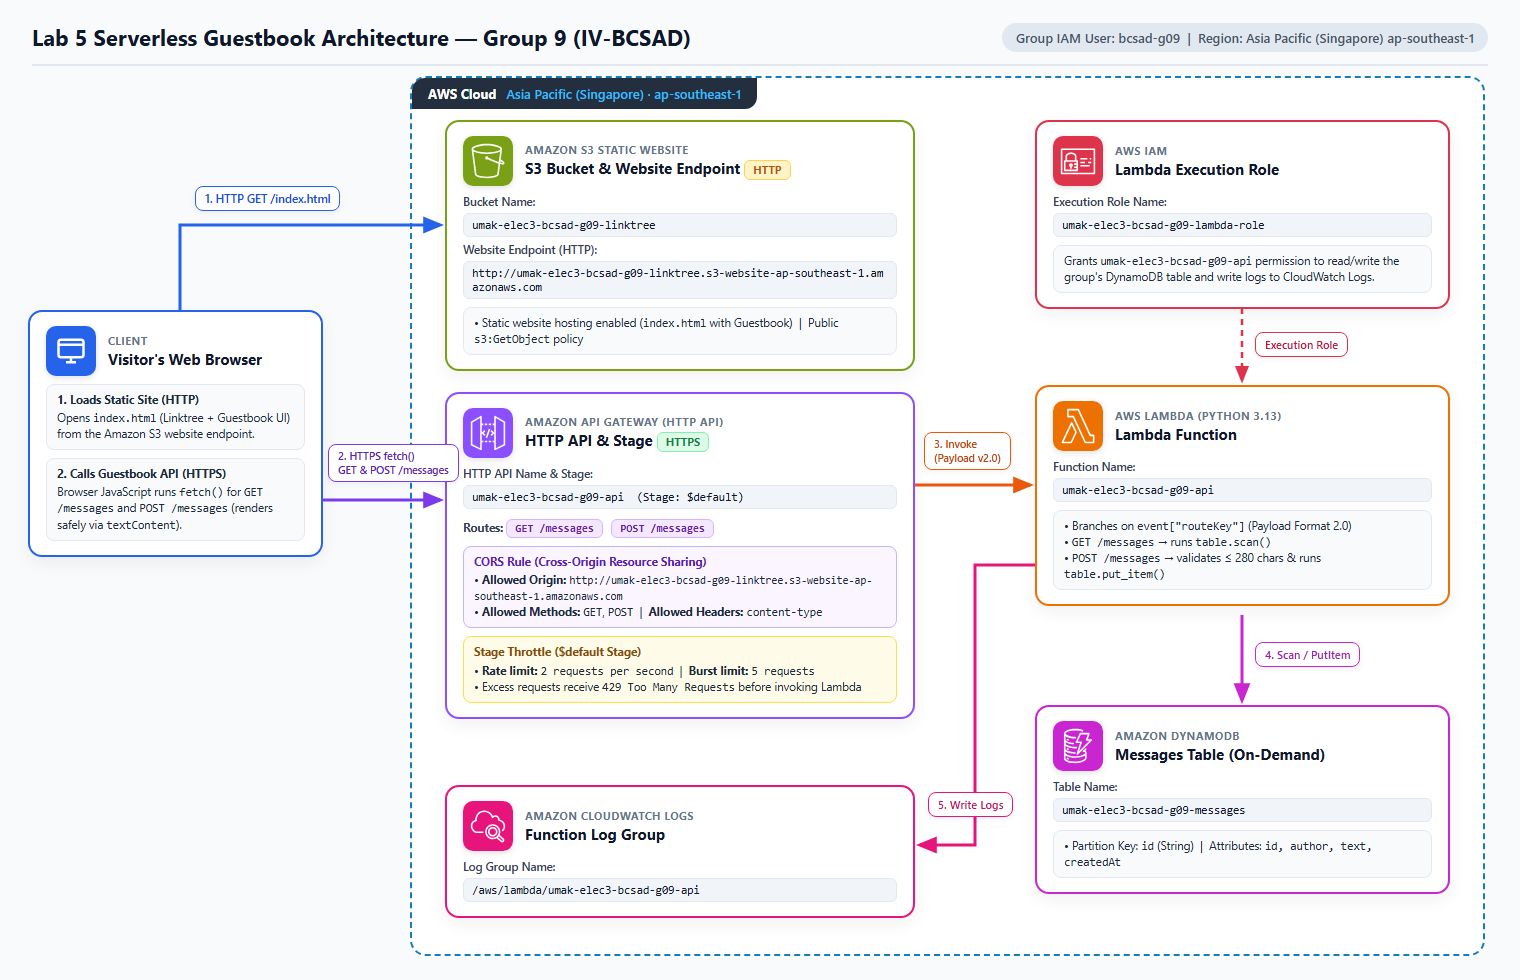 Lab 5 Serverless Guestbook Architecture — Group 9 (IV-BCSAD)
Group IAM User: bcsad-g09 | Region: Asia Pacific (Singapore) ap-southeast-1
AWS Cloud Asia Pacific (Singapore) · ap-southeast-1
1. HTTP GET /index.html
CLIENT
Visitor's Web Browser
1. Loads Static Site (HTTP)
Opens index.html (Linktree + Guestbook UI)
from the Amazon S3 website endpoint.
2. Calls Guestbook API (HTTPS)
Browser JavaScript runs fetch() for GET
/messages and POST /messages (renders
safely via textContent).
2. HTTPS fetch()
GET & POST /messages
AMAZON S3 STATIC WEBSITE
S3 Bucket & Website Endpoint HTTP
Bucket Name:
umak-elec3-bcsad-g09-linktree
Website Endpoint (HTTP):
http://umak-elec3-bcsad-g09-linktree.s3-website-ap-southeast-1.am
azonaws.com
• Static website hosting enabled (index.html with Guestbook) | Public
s3:GetObject policy
AMAZON API GATEWAY (HTTP API)
HTTP API & Stage HTTPS
HTTP API Name & Stage:
umak-elec3-bcsad-g09-api (Stage: $default)
Routes: GET /messages POST /messages
CORS Rule (Cross-Origin Resource Sharing)
• Allowed Origin: http://umak-elec3-bcsad-g09-linktree.s3-website-ap-
southeast-1.amazonaws.com
• Allowed Methods: GET, POST | Allowed Headers: content-type
Stage Throttle ($default Stage)
• Rate limit: 2 requests per second | Burst limit: 5 requests
• Excess requests receive 429 Too Many Requests before invoking Lambda
AMAZON CLOUDWATCH LOGS
Function Log Group
Log Group Name:
/aws/lambda/umak-elec3-bcsad-g09-api
3. Invoke
(Payload v2.0)
5. Write Logs
AWS IAM
Lambda Execution Role
Execution Role Name:
umak-elec3-bcsad-g09-lambda-role
Grants umak-elec3-bcsad-g09-api permission to read/write the
group's DynamoDB table and write logs to CloudWatch Logs.
Execution Role
AWS LAMBDA (PYTHON 3.13)
Lambda Function
Function Name:
umak-elec3-bcsad-g09-api
• Branches on event["routeKey"] (Payload Format 2.0)
• GET /messages → runs table.scan()
• POST /messages → validates ≤ 280 chars & runs
table.put_item()
4. Scan / PutItem
AMAZON DYNAMODB
Messages Table (On-Demand)
Table Name:
umak-elec3-bcsad-g09-messages
• Partition Key: id (String) | Attributes: id, author, text,
createdAt